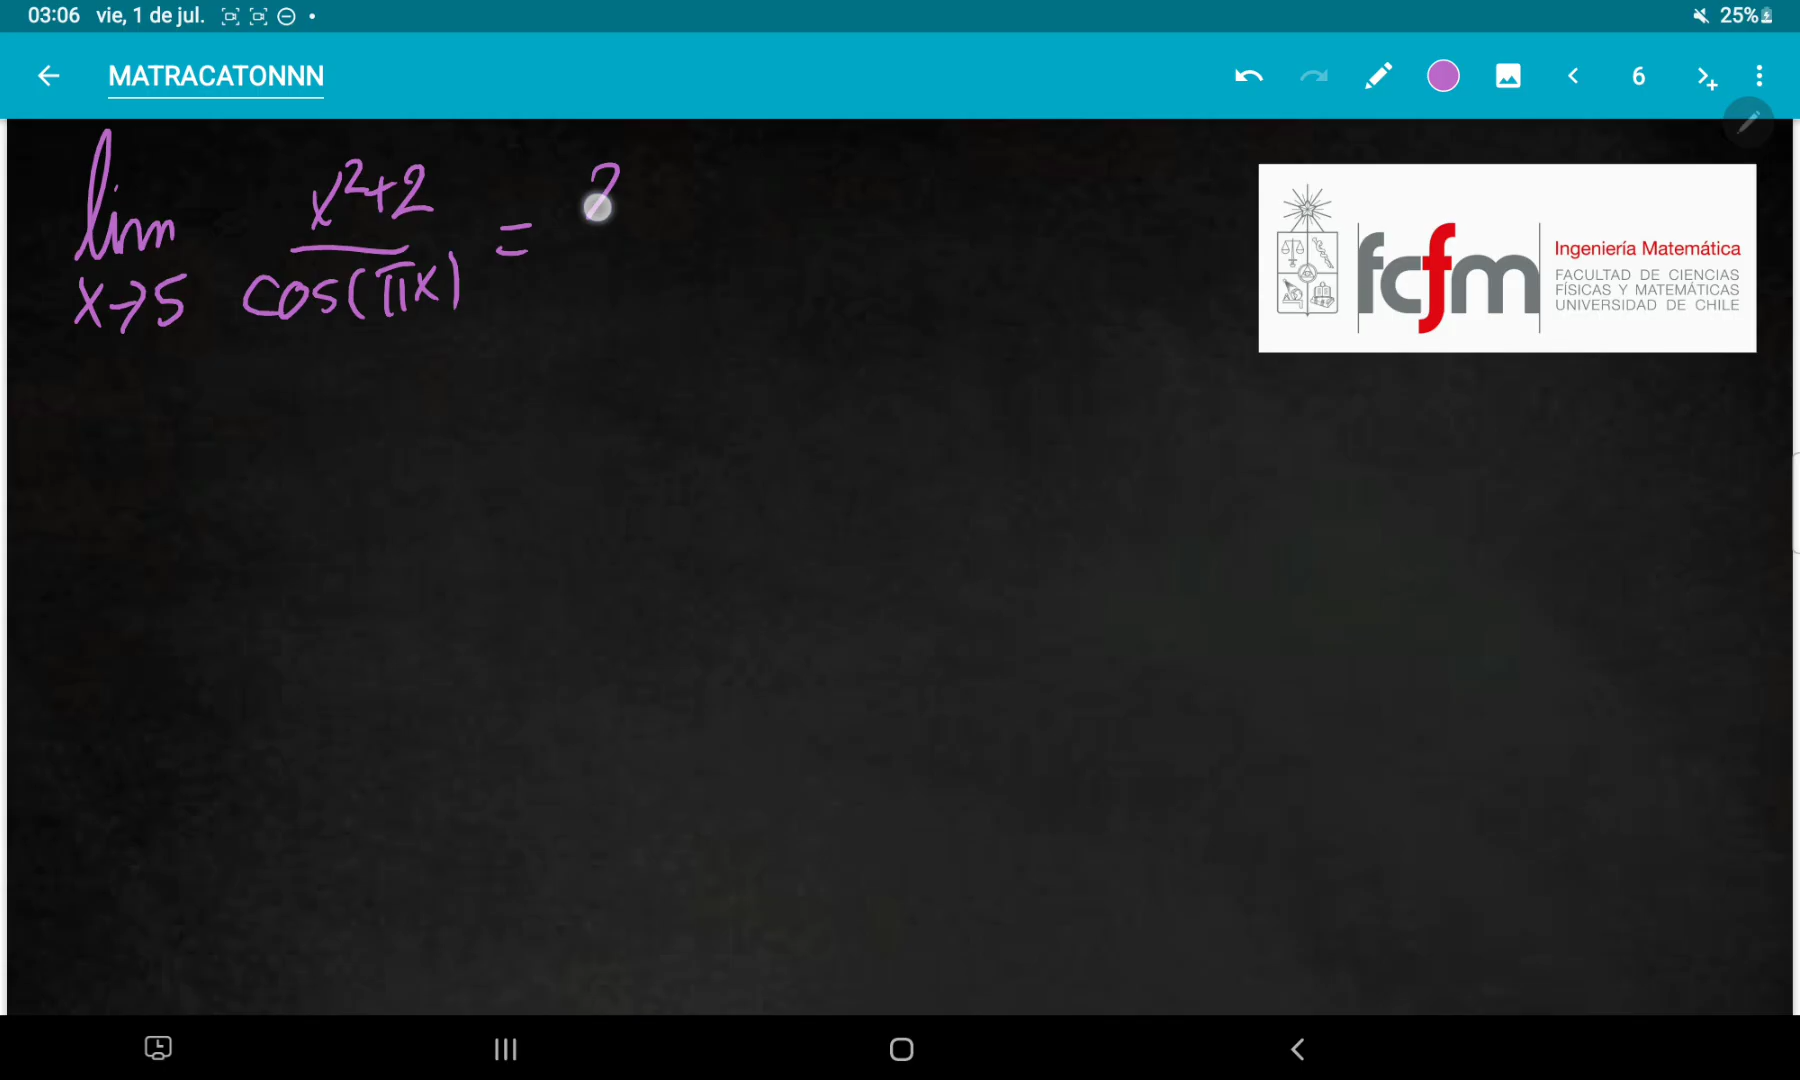 03:06 vie, 1 de jul.
25%
MATRACATONNN
6
lim x→5 (x²+2)/cos(πx) = ?
fcfm
Ingeniería Matemática
FACULTAD DE CIENCIAS
FÍSICAS Y MATEMÁTICAS
UNIVERSIDAD DE CHILE